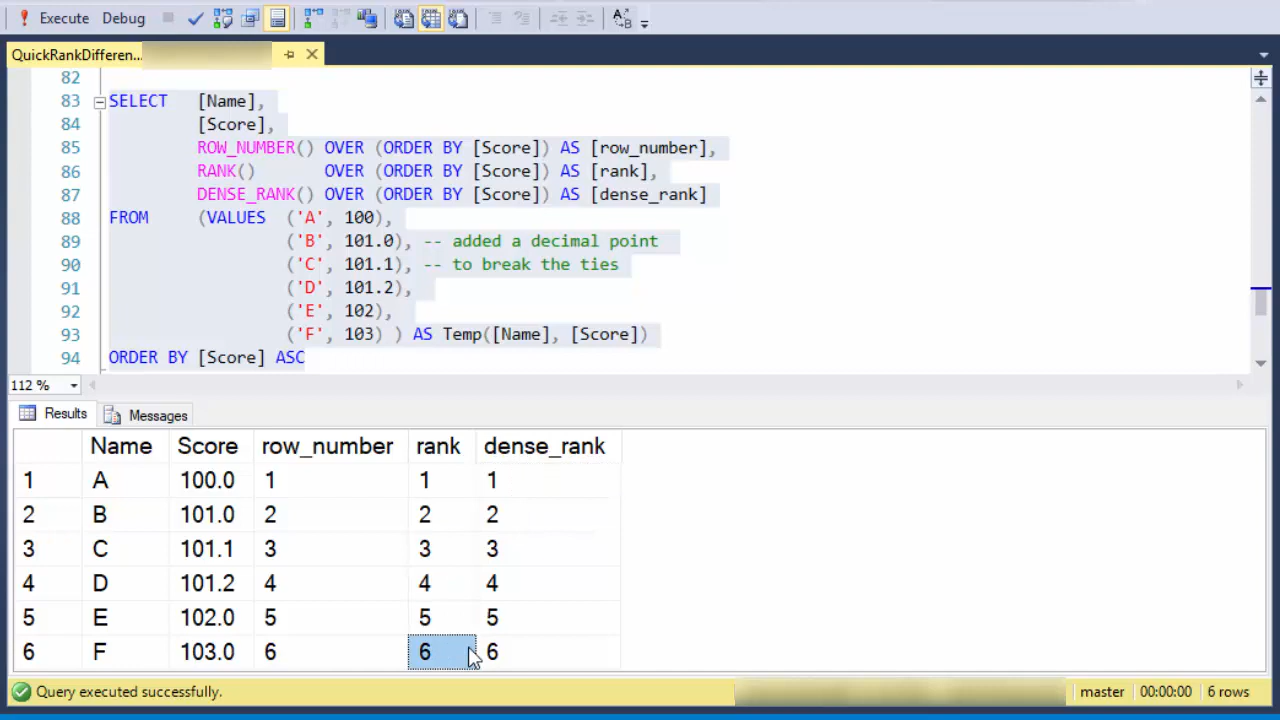 Execute Debug
QuickRankDifferen...
82
83 SELECT [Name],
84 [Score],
85 ROW_NUMBER() OVER (ORDER BY [Score]) AS [row_number],
86 RANK() OVER (ORDER BY [Score]) AS [rank],
87 DENSE_RANK() OVER (ORDER BY [Score]) AS [dense_rank]
88 FROM (VALUES ('A', 100),
89 ('B', 101.0), -- added a decimal point
90 ('C', 101.1), -- to break the ties
91 ('D', 101.2),
92 ('E', 102),
93 ('F', 103) ) AS Temp([Name], [Score])
94 ORDER BY [Score] ASC
112 %
Results Messages
Name Score row_number rank dense_rank
1 A 100.0 1 1 1
2 B 101.0 2 2 2
3 C 101.1 3 3 3
4 D 101.2 4 4 4
5 E 102.0 5 5 5
6 F 103.0 6 6 6
Query executed successfully. master 00:00:00 6 rows